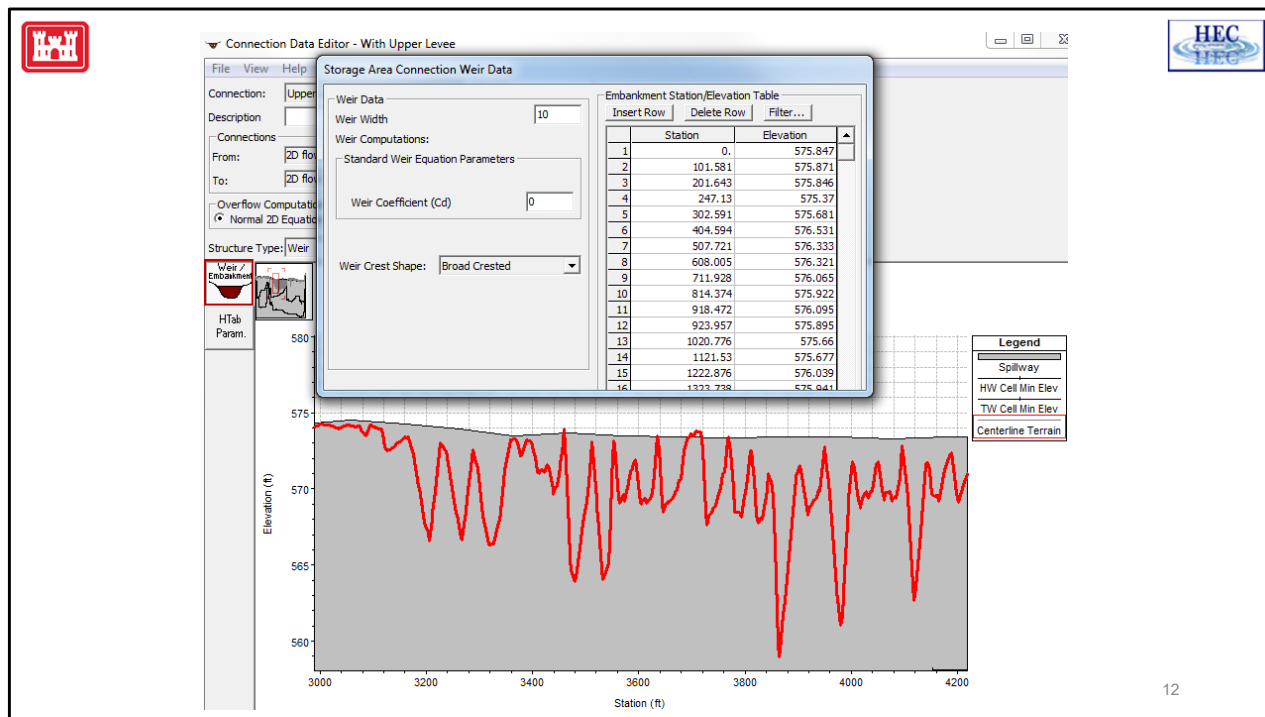 HEC
HEC
Connection Data Editor - With Upper Levee
File View Help
Connection: Upper
Description
Connections
From: 2D flo
To: 2D flo
Overflow Computatio
Normal 2D Equatio
Structure Type: Weir
Weir / Embankment
HTab
Param.
Storage Area Connection Weir Data
Weir Data
Weir Width 10
Weir Computations:
Standard Weir Equation Parameters
Weir Coefficient (Cd) 0
Weir Crest Shape: Broad Crested
Embankment Station/Elevation Table
Insert Row Delete Row Filter...
Station Elevation
1 0. 575.847
2 101.581 575.871
3 201.643 575.846
4 247.13 575.37
5 302.591 575.681
6 404.594 576.531
7 507.721 576.333
8 608.005 576.321
9 711.928 576.065
10 814.374 575.922
11 918.472 576.095
12 923.957 575.895
13 1020.776 575.66
14 1121.53 575.677
15 1222.876 576.039
16 1323.738 575.941
580
575
570
565
560
Elevation (ft)
3000 3200 3400 3600 3800 4000 4200
Station (ft)
Legend
Spillway
HW Cell Min Elev
TW Cell Min Elev
Centerline Terrain
12